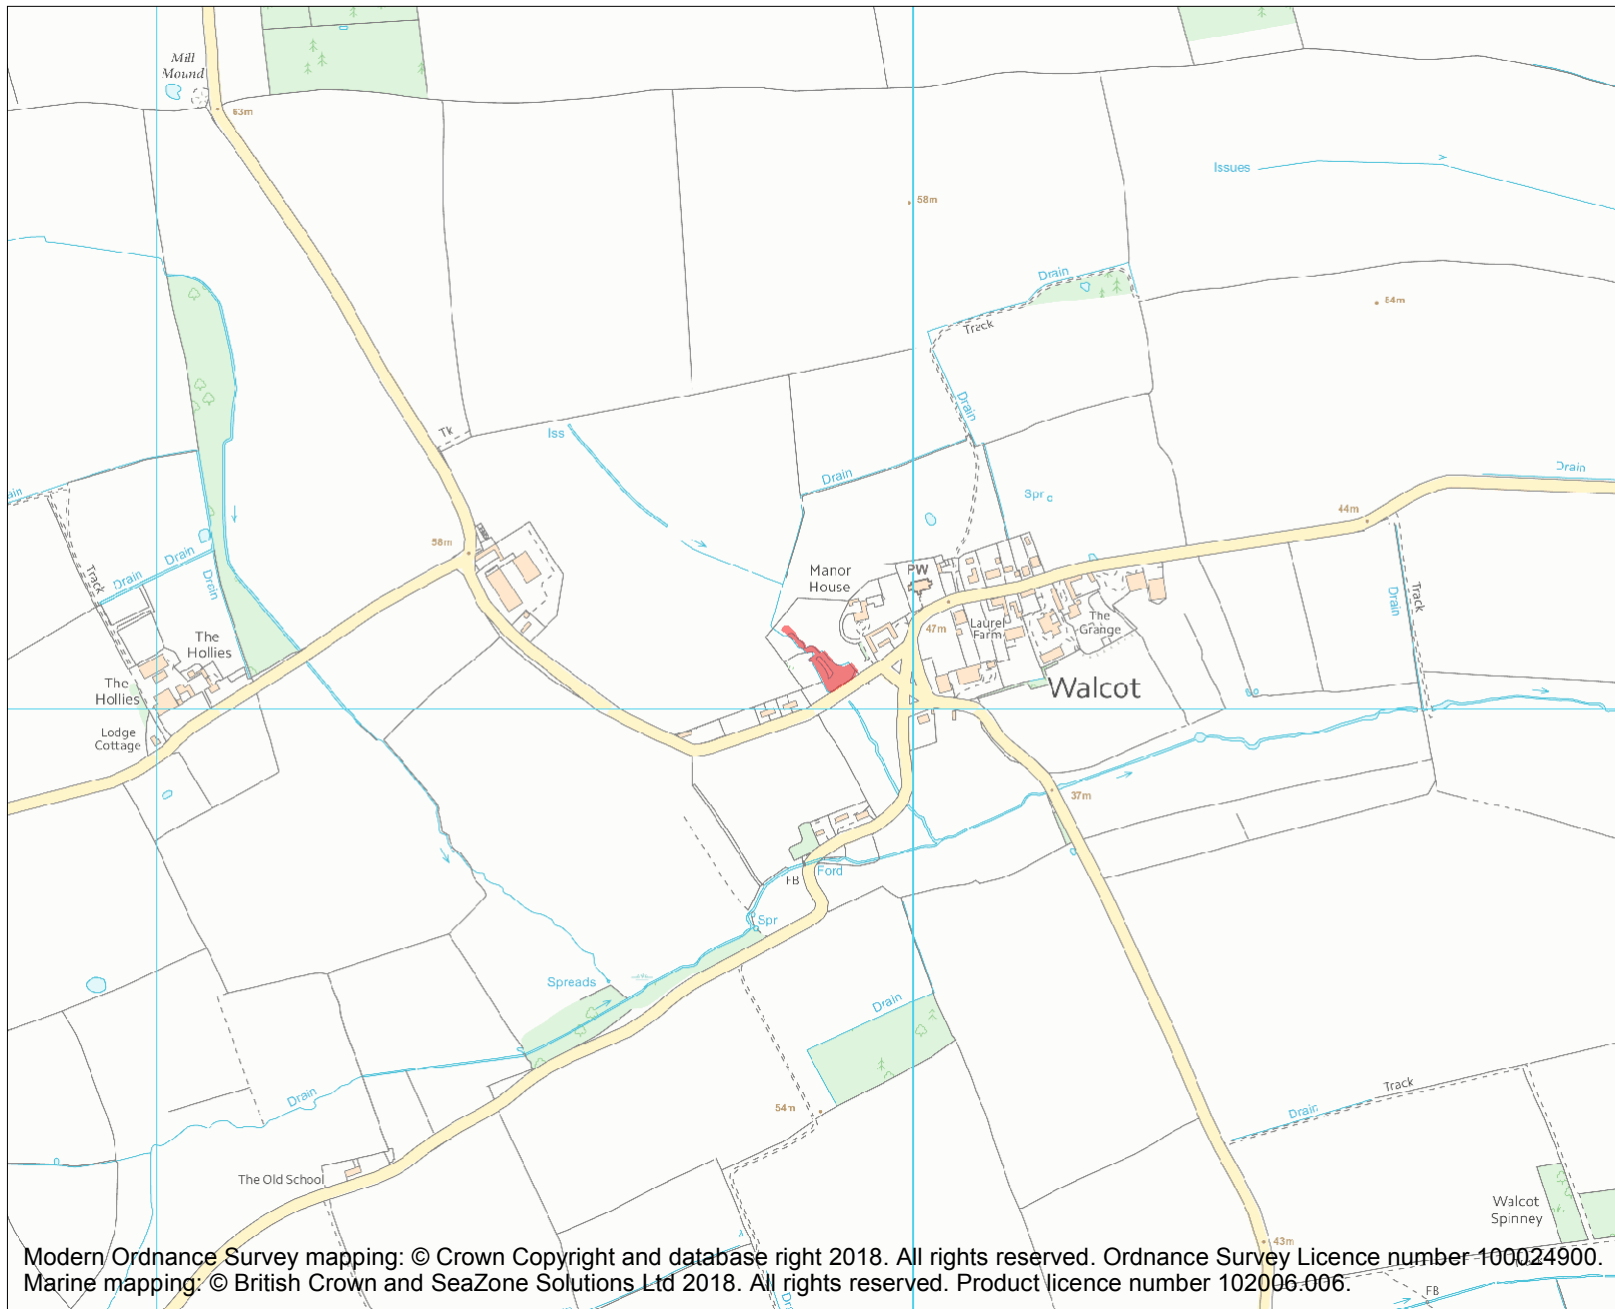 Mill
Mound
63m
Issues
58m
Drain
64m
Track
Drain
Tk
Iss
Drain
Drain
ain
Spr
44m
58m
Drain
Drain
Drain
Track
Manor
House
PW
Track
Drain
The
Hollies
47m
Laurel
Farm
The
Grange
The
Hollies
Walcot
Lodge
Cottage
37m
Ford
FB
Spr
Spreads
Drain
Drain
54m
Track
Drain
The Old School
Walcot
Spinney
43m
Modern Ordnance Survey mapping: © Crown Copyright and database right 2018. All rights reserved. Ordnance Survey Licence number 100024900.
Marine mapping: © British Crown and SeaZone Solutions Ltd 2018. All rights reserved. Product licence number 102006.006.
FB